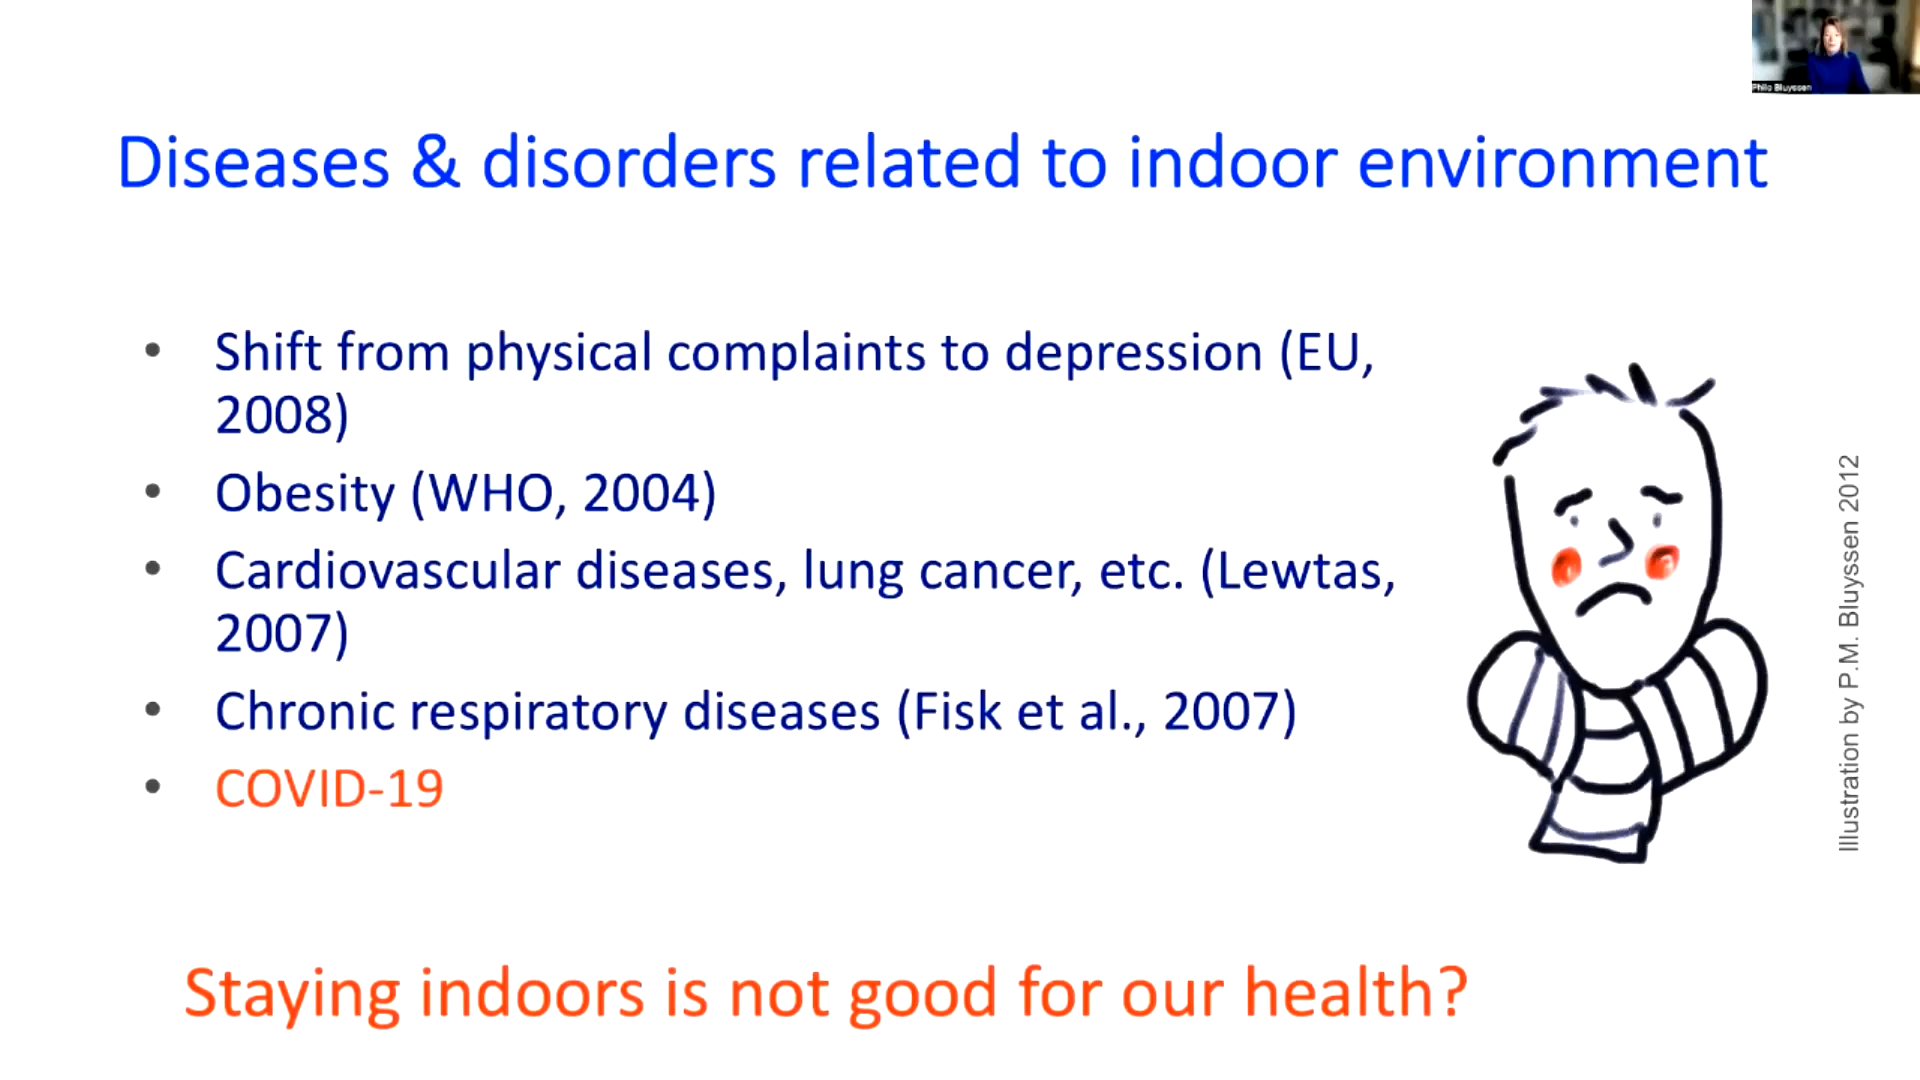 Philo Bluyssen
Diseases & disorders related to indoor environment
• Shift from physical complaints to depression (EU,
2008)
• Obesity (WHO, 2004)
• Cardiovascular diseases, lung cancer, etc. (Lewtas,
2007)
• Chronic respiratory diseases (Fisk et al., 2007)
• COVID-19
Illustration by P.M. Bluyssen 2012
Staying indoors is not good for our health?